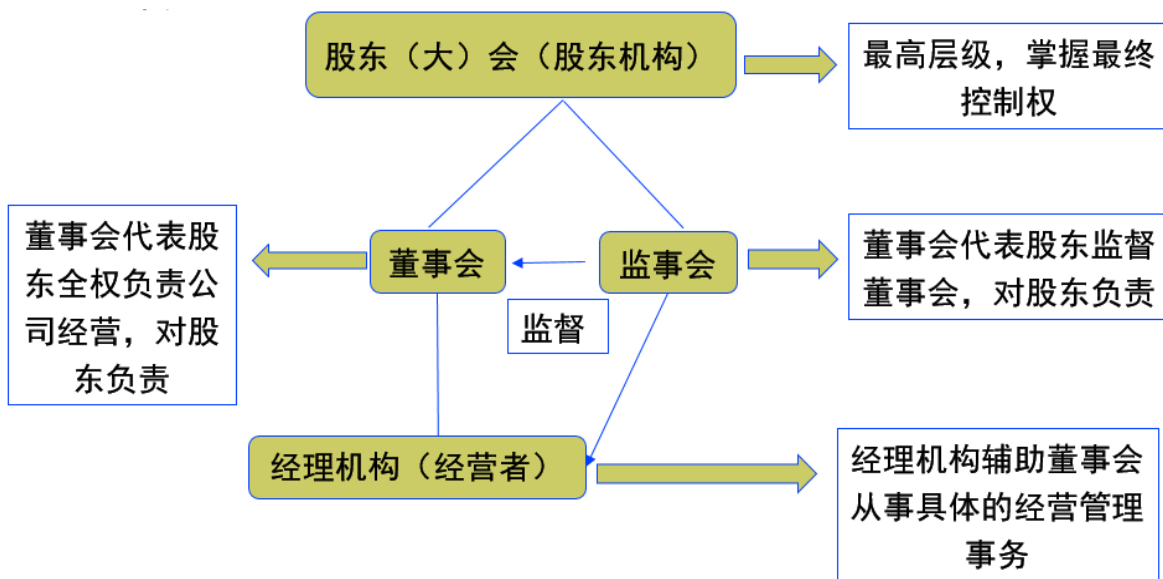 股东（大）会（股东机构）
最高层级，掌握最终
控制权
董事会代表股
东全权负责公
司经营，对股
东负责
董事会
监事会
监督
董事会代表股东监督
董事会，对股东负责
经理机构（经营者）
经理机构辅助董事会
从事具体的经营管理
事务